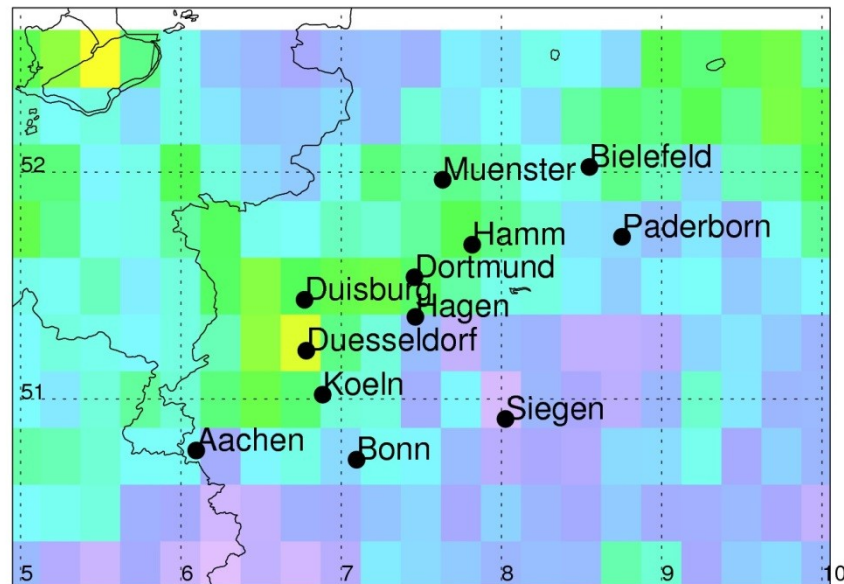 52
Muenster
Bielefeld
Hamm
Paderborn
Dortmund
Duisburg
Hagen
Duesseldorf
51
Koeln
Siegen
Aachen
Bonn
5 6 7 8 9 10